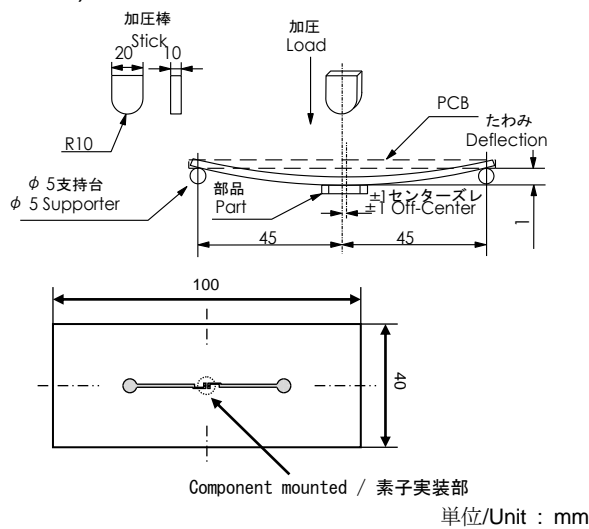 加圧棒
Stick
20
10
R10
加圧
Load
PCB
たわみ
Deflection
φ 5支持台
φ 5 Supporter
部品
Part
±1センターズレ
±1 Off-Center
45
45
1
100
40
Component mounted / 素子実装部
単位/Unit : mm